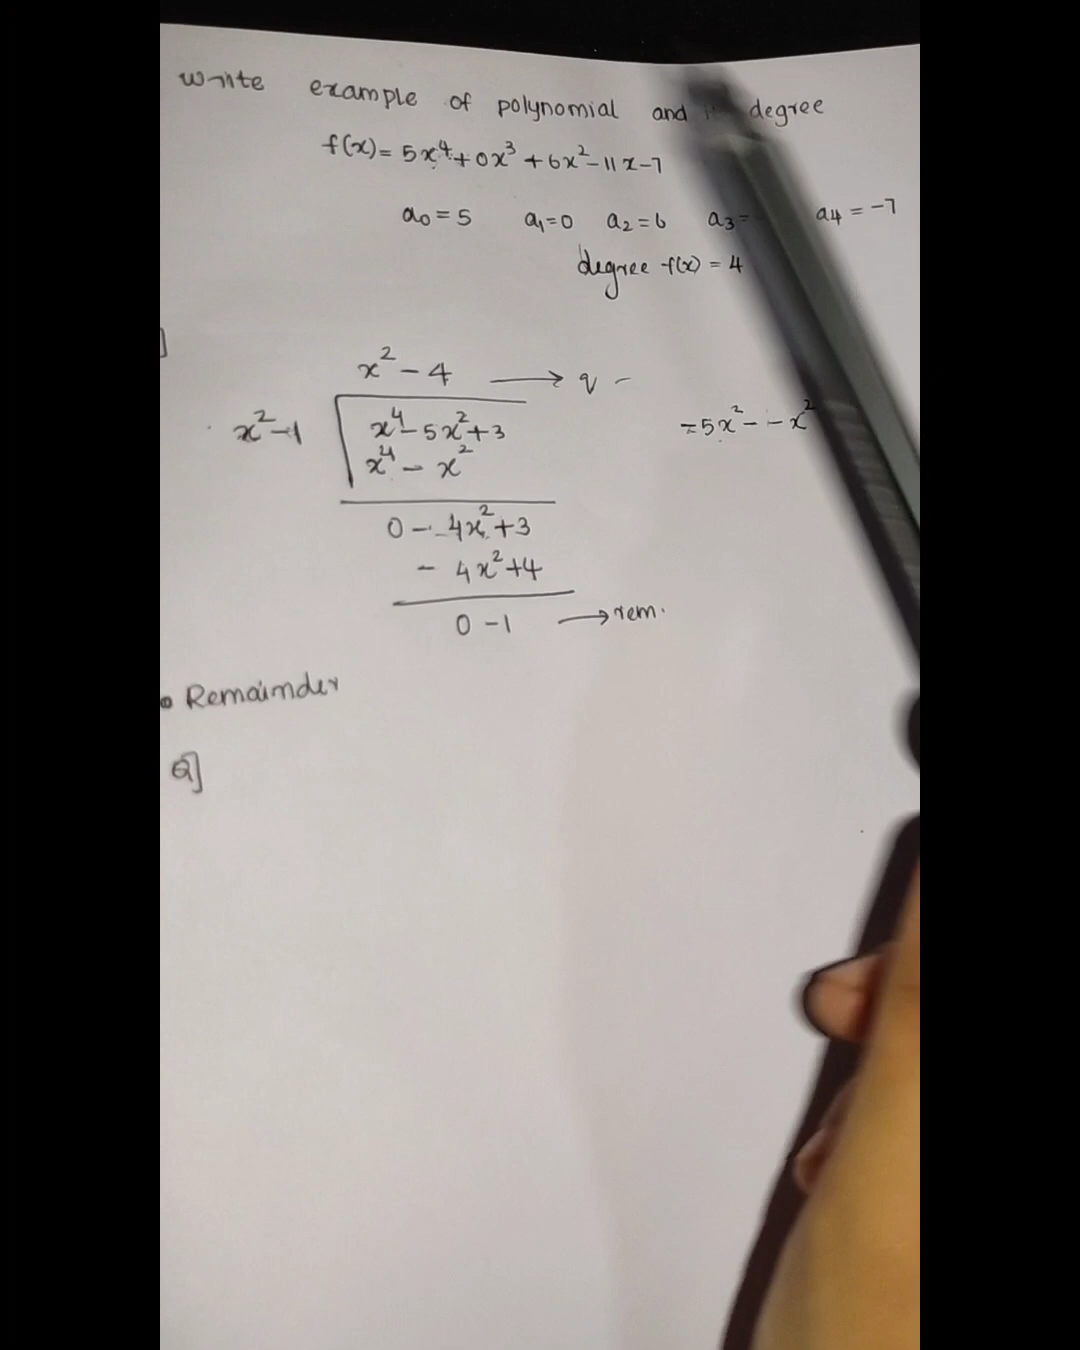 Write example of polynomial and degree
f(x) = 5x⁴ + 0x³ + 6x² - 11x - 7
a₀ = 5 a₁ = 0 a₂ = 6 a₃ = a₄ = -7
degree f(x) = 4
]
x² - 4 → q -
x² - 1 x⁴ - 5x² + 3 = 5x² - - x²
x⁴ - x²
0 - 4x² + 3
- 4x² + 4
0 - 1 → rem.
Remainder
Q]